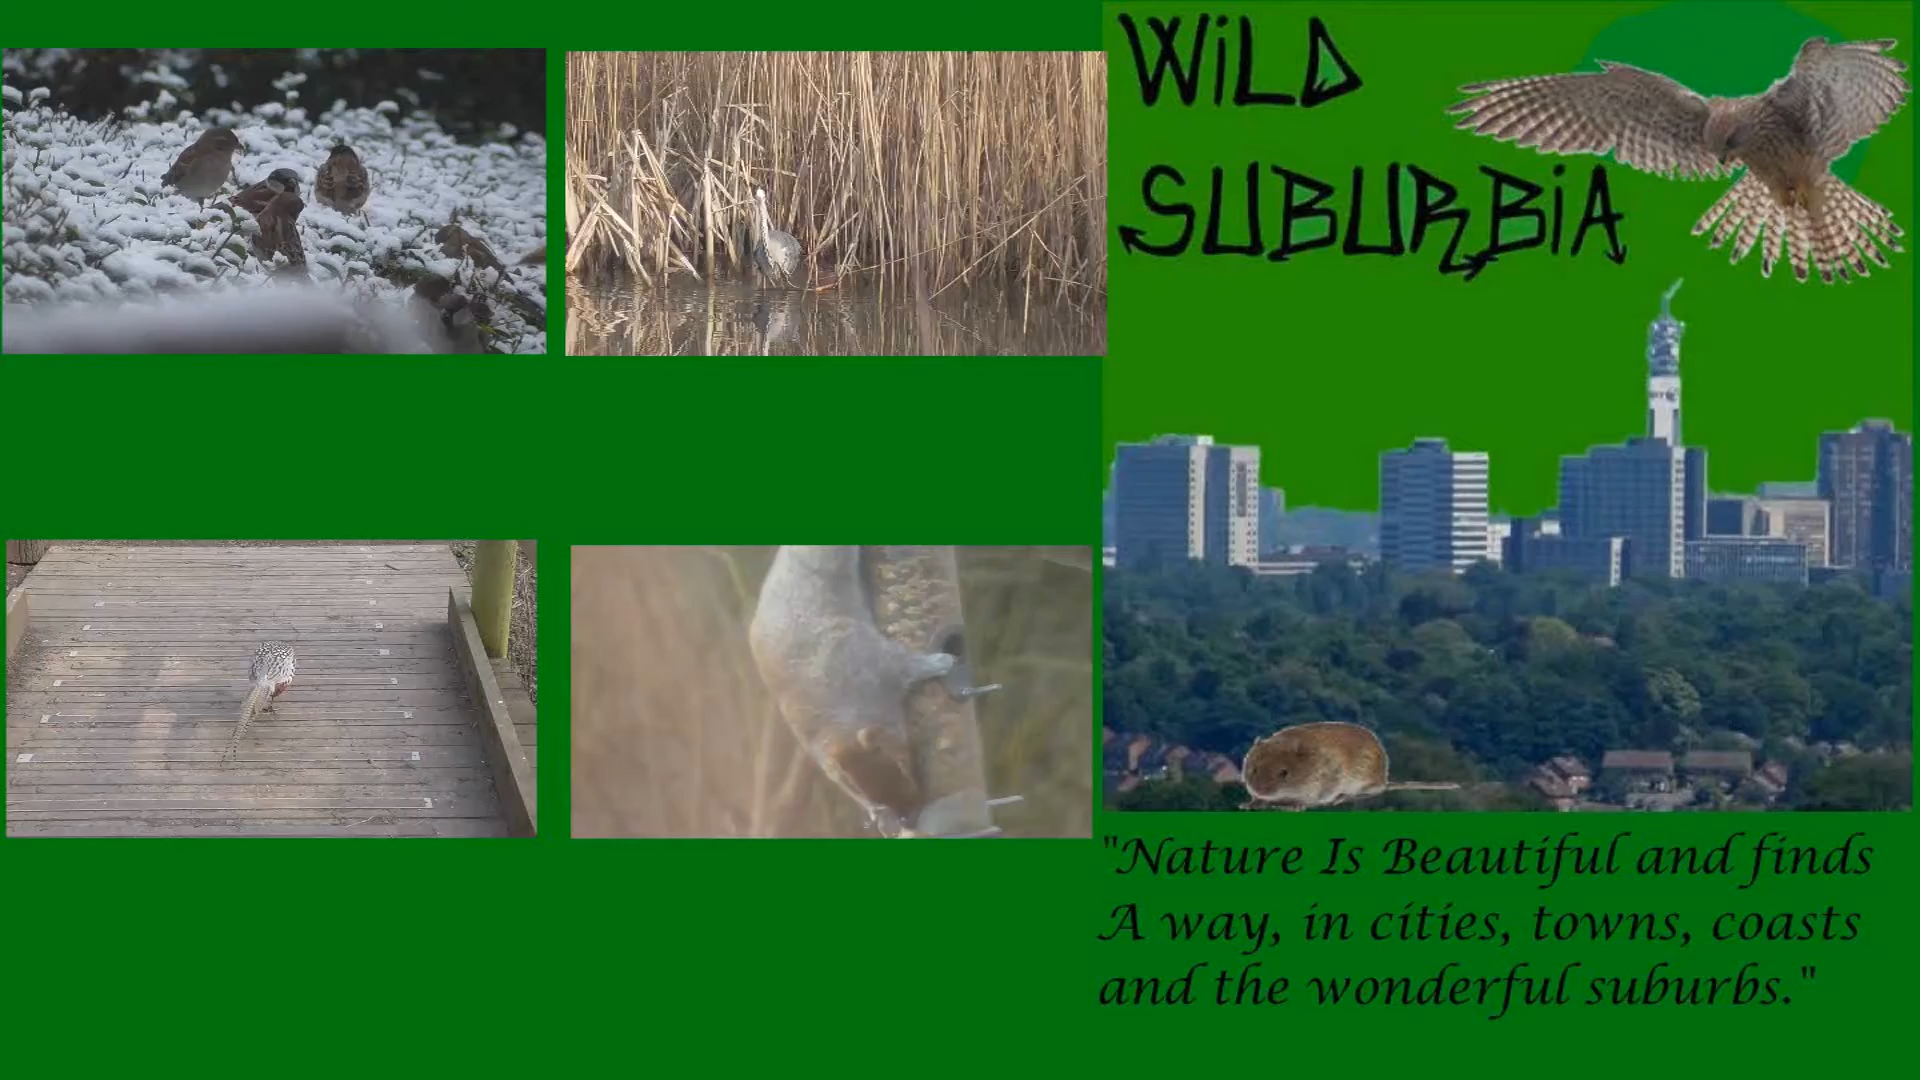 WiLD
SUBURBiA
"Nature Is Beautiful and finds
A way, in cities, towns, coasts
and the wonderful suburbs."